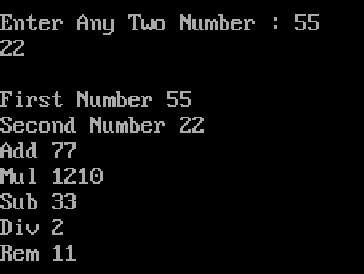 Enter Any Two Number : 55
22
First Number 55
Second Number 22
Add 77
Mul 1210
Sub 33
Div 2
Rem 11